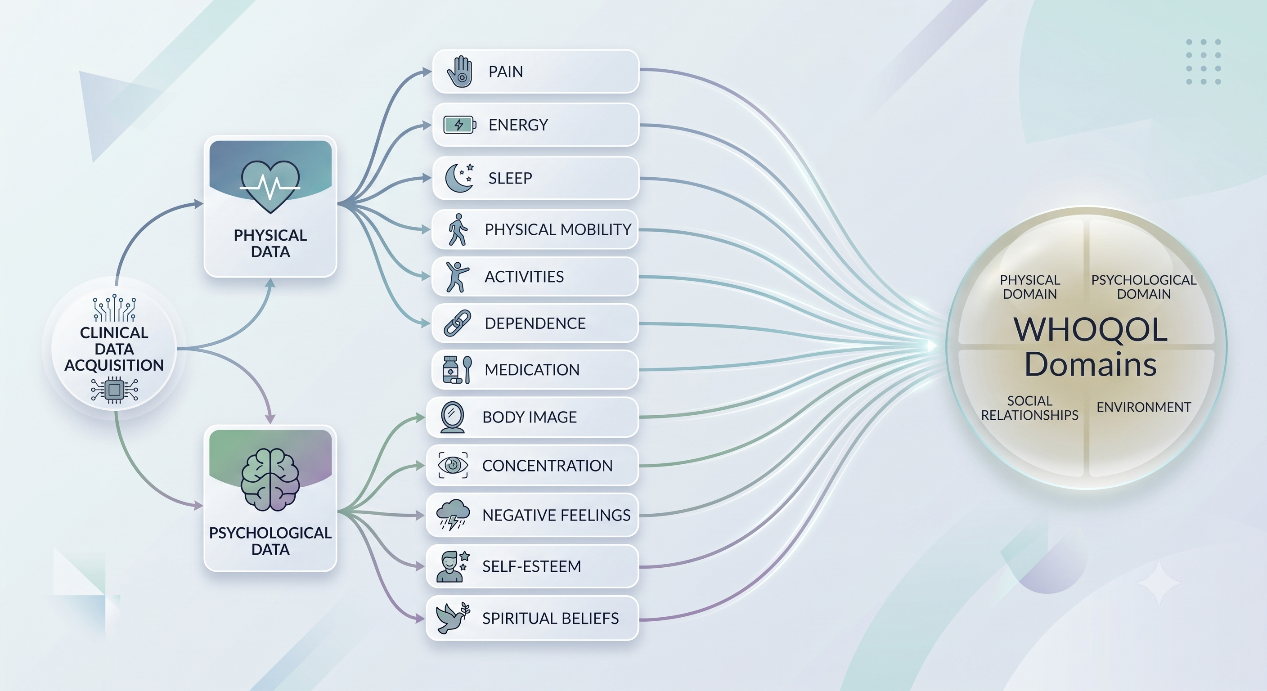 CLINICAL
DATA
ACQUISITION
PHYSICAL
DATA
PSYCHOLOGICAL
DATA
PAIN
ENERGY
SLEEP
PHYSICAL MOBILITY
ACTIVITIES
DEPENDENCE
MEDICATION
BODY IMAGE
CONCENTRATION
NEGATIVE FEELINGS
SELF-ESTEEM
SPIRITUAL BELIEFS
PHYSICAL
DOMAIN
PSYCHOLOGICAL
DOMAIN
WHOQOL
Domains
SOCIAL
RELATIONSHIPS
ENVIRONMENT